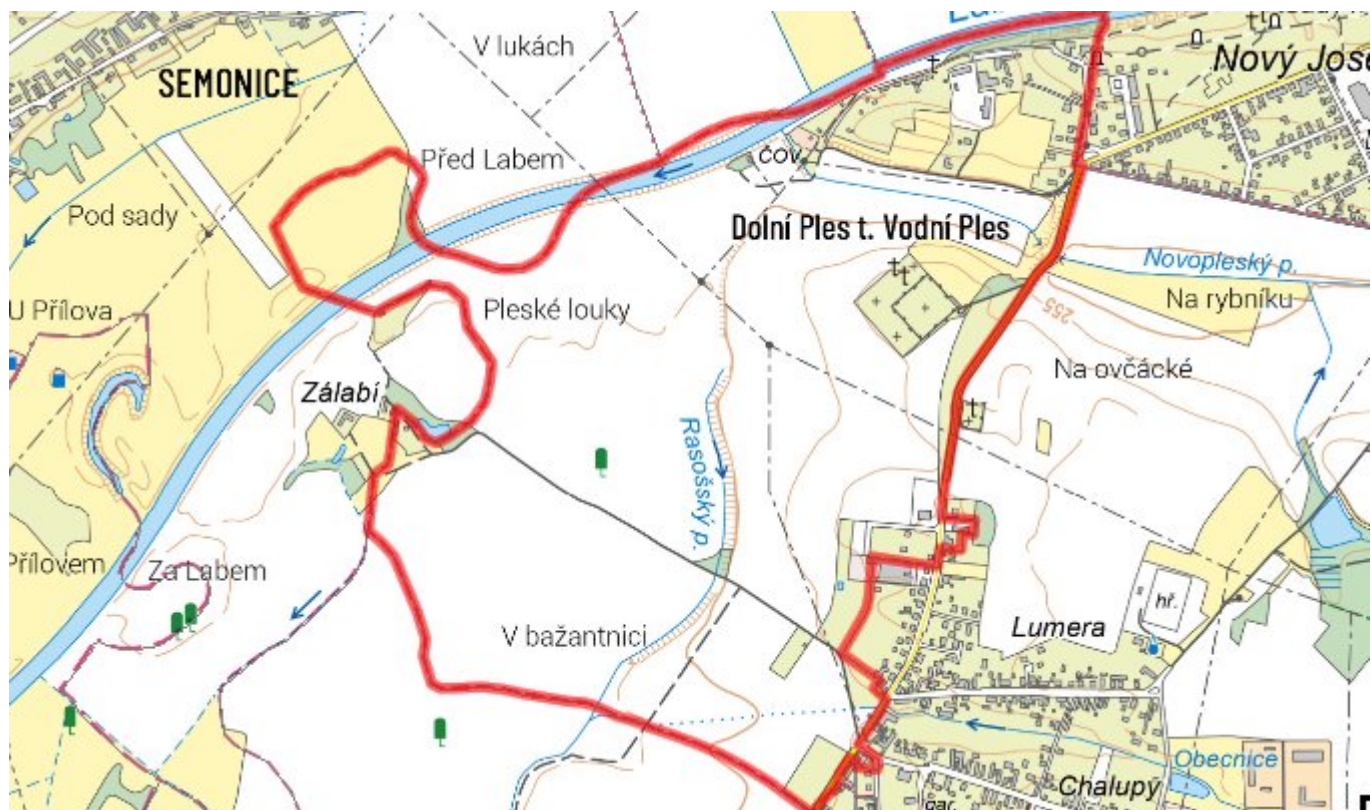 V lukách
Nový
SEMONICE
Před Labem
ČOV
Pod sady
Dolní Ples t. Vodní Ples
Novopleský p.
U Přílova
Pleské louky
Na rybníku
255
Zálabí
Na ovčácké
Rasošský p.
Přílovem
Za Labem
hř.
V bažantnici
Lumera
Obecnice
Chalupy